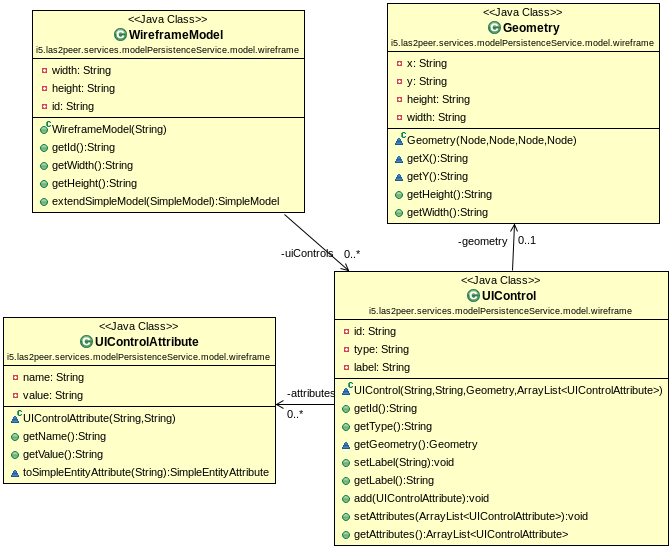 <<Java Class>>
WireframeModel
i5.las2peer.services.modelPersistenceService.model.wireframe
width: String
height: String
id: String
WireframeModel(String)
getId():String
getWidth():String
getHeight():String
extendSimpleModel(SimpleModel):SimpleModel
<<Java Class>>
Geometry
i5.las2peer.services.modelPersistenceService.model.wireframe
x: String
y: String
height: String
width: String
Geometry(Node,Node,Node,Node)
getX():String
getY():String
getHeight():String
getWidth():String
-uiControls
0..*
-geometry
0..1
<<Java Class>>
UIControl
i5.las2peer.services.modelPersistenceService.model.wireframe
id: String
type: String
label: String
UIControl(String,String,Geometry,ArrayList<UIControlAttribute>)
getId():String
getType():String
getGeometry():Geometry
setLabel(String):void
getLabel():String
add(UIControlAttribute):void
setAttributes(ArrayList<UIControlAttribute>):void
getAttributes():ArrayList<UIControlAttribute>
-attributes
0..*
<<Java Class>>
UIControlAttribute
i5.las2peer.services.modelPersistenceService.model.wireframe
name: String
value: String
UIControlAttribute(String,String)
getName():String
getValue():String
toSimpleEntityAttribute(String):SimpleEntityAttribute